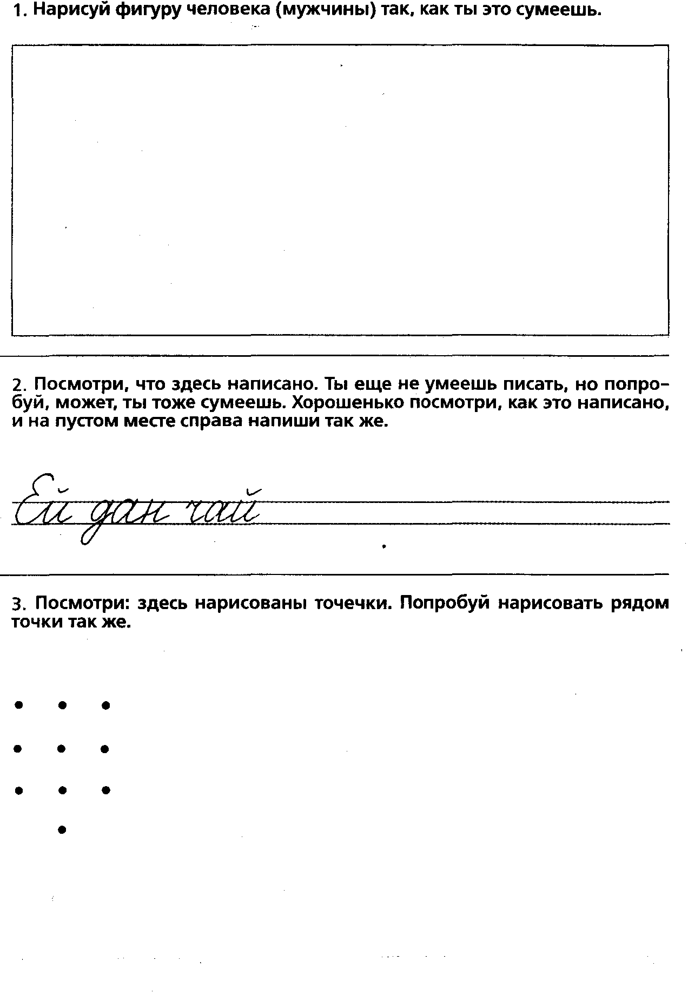 1. Нарисуй фигуру человека (мужчины) так, как ты это сумеешь.
2. Посмотри, что здесь написано. Ты еще не умеешь писать, но попро-
буй, может, ты тоже сумеешь. Хорошенько посмотри, как это написано,
и на пустом месте справа напиши так же.
Ей дан чай
3. Посмотри: здесь нарисованы точечки. Попробуй нарисовать рядом
точки так же.